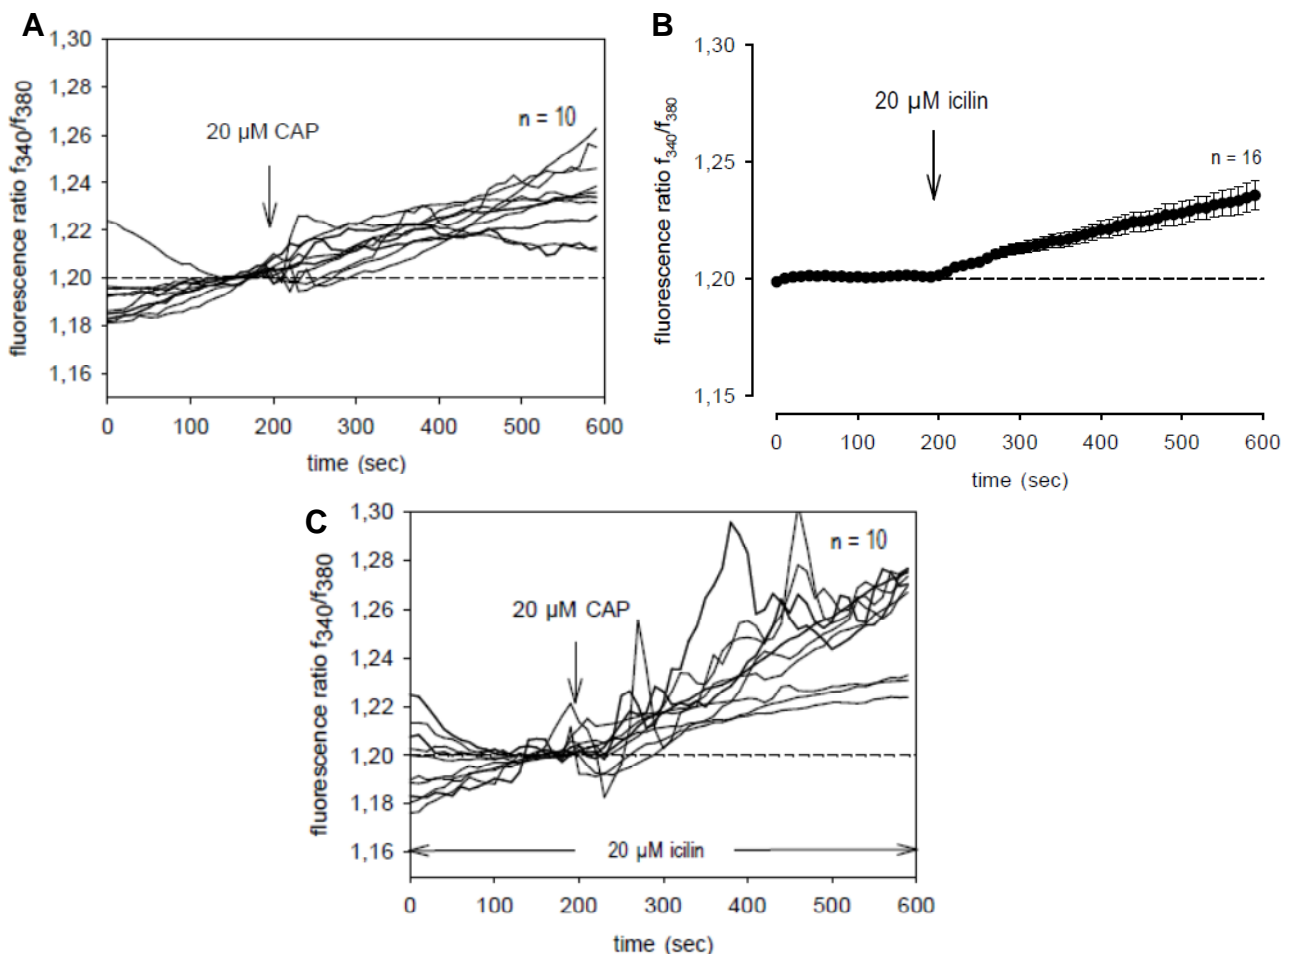 A
1,30
1,28
1,26
1,24
1,22
1,20
1,18
1,16
fluorescence ratio f340/f380
20 µM CAP
n = 10
0 100 200 300 400 500 600
time (sec)
B
1,30
1,25
1,20
1,15
fluorescence ratio f340/f380
20 µM icilin
n = 16
0 100 200 300 400 500 600
time (sec)
C
1,30
1,28
1,26
1,24
1,22
1,20
1,18
1,16
fluorescence ratio f340/f380
20 µM CAP
n = 10
20 µM icilin
0 100 200 300 400 500 600
time (sec)